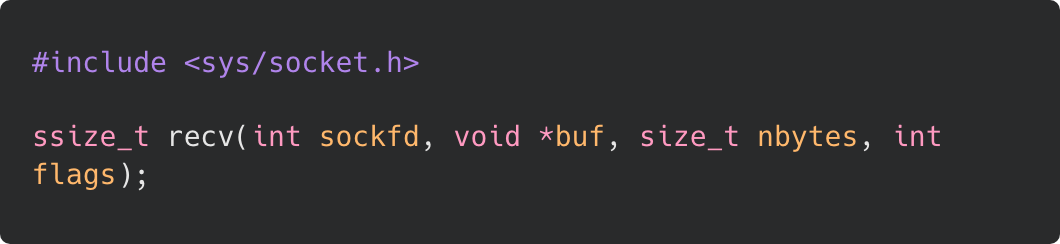 #include <sys/socket.h>
ssize_t recv(int sockfd, void *buf, size_t nbytes, int
flags);